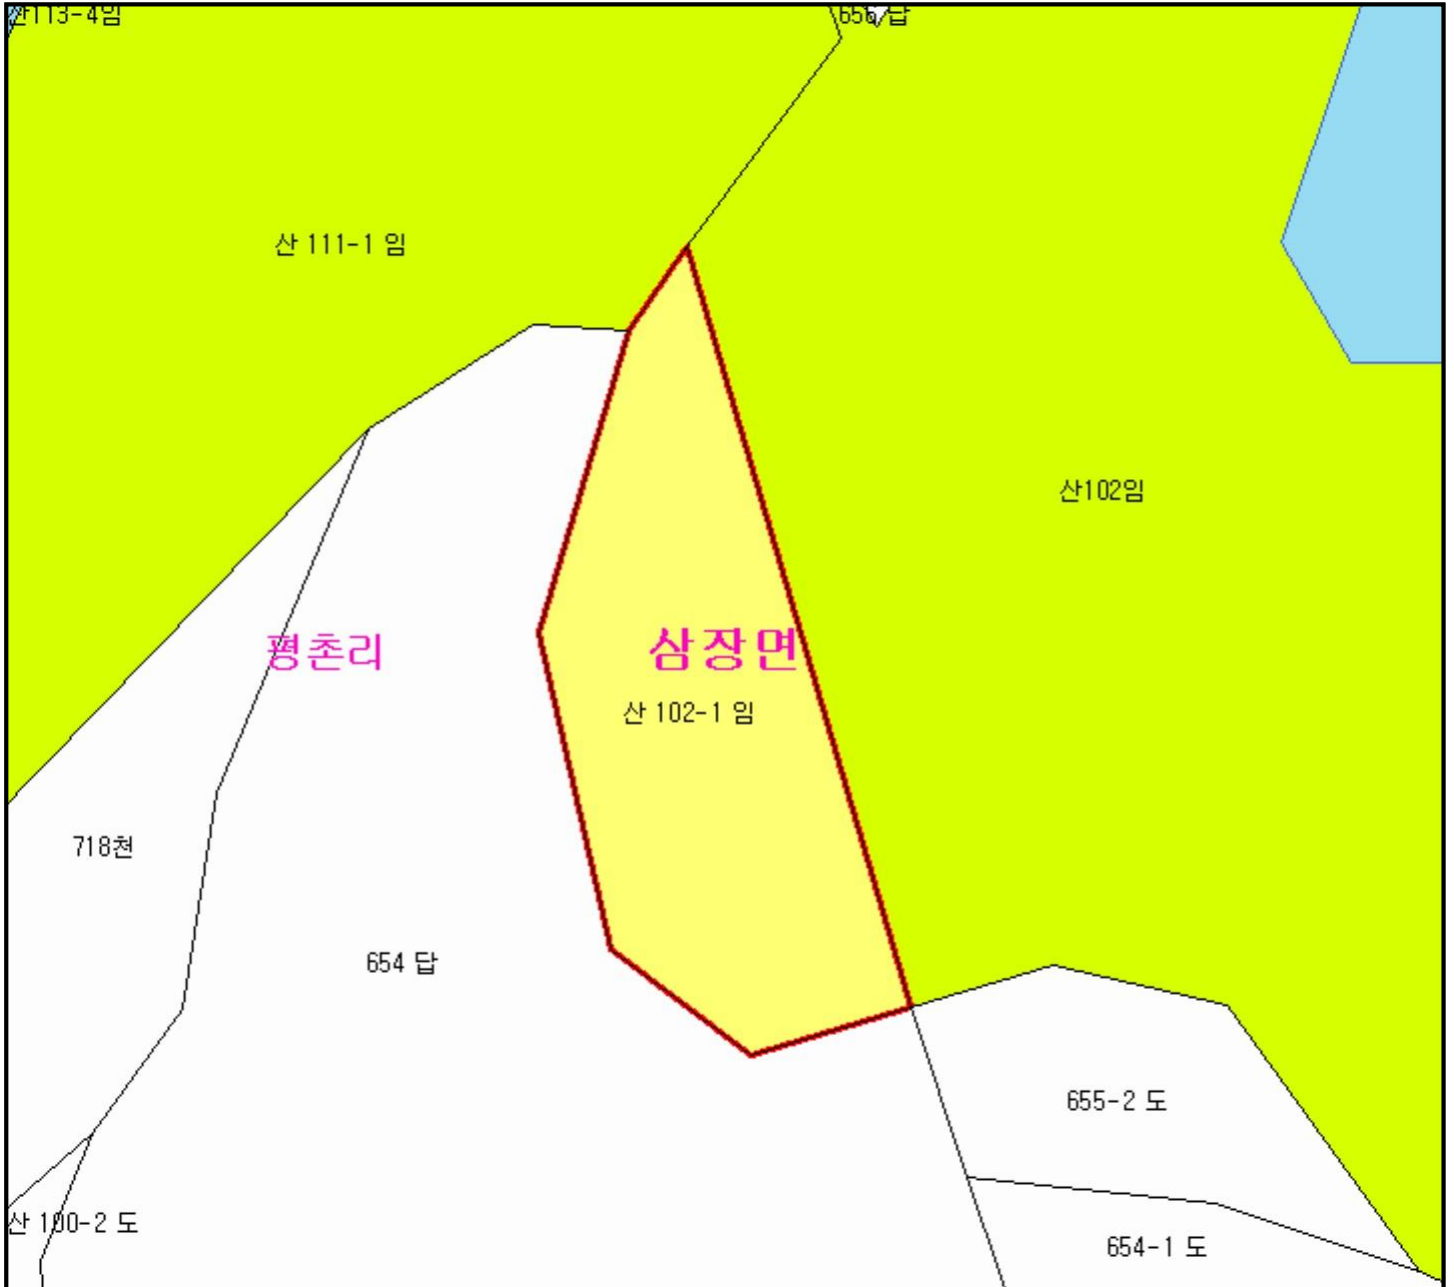 산113-4임
656 답
산 111-1 임
산102임
평촌리
삼장면
산 102-1 임
718천
654 답
655-2 도
산 100-2 도
654-1 도